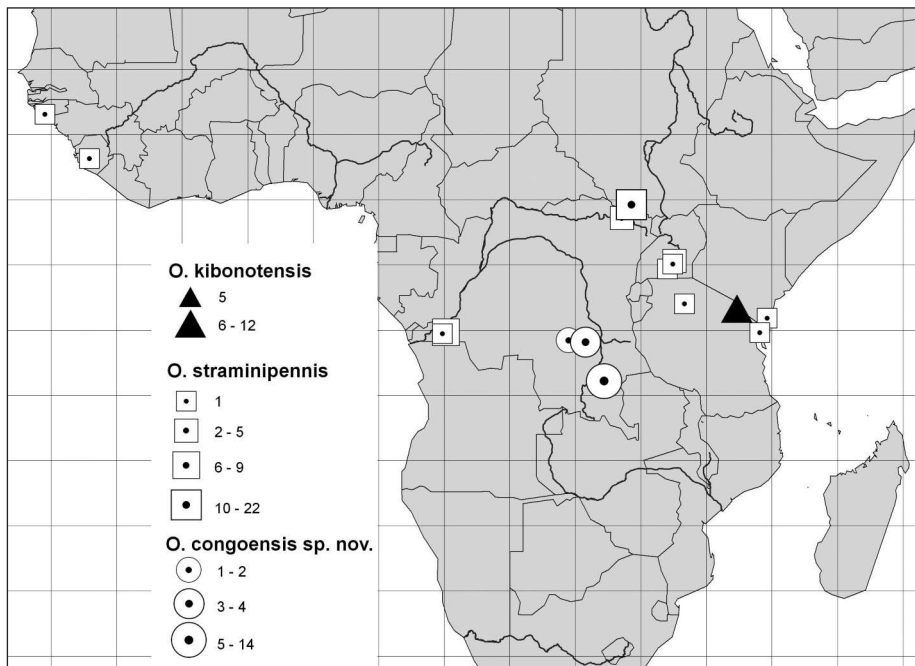 O. kibonotensis
5
6 - 12
O. straminipennis
1
2 - 5
6 - 9
10 - 22
O. congoensis sp. nov.
1 - 2
3 - 4
5 - 14